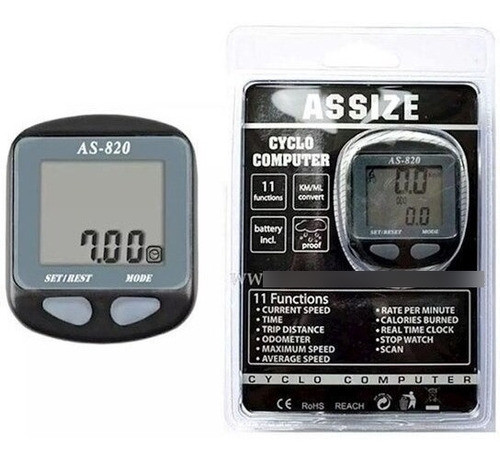 AS-820
7.00
SET/REST MODE
ASSIZE
CYCLO
COMPUTER
11
functions
KM/ML
convert
battery
incl.
proof
AS-820
0.0
ODO
0.0
SET/RESET MODE
ww
11 Functions
• CURRENT SPEED
• TIME
• TRIP DISTANCE
• ODOMETER
• MAXIMUM SPEED
• AVERAGE SPEED
• RATE PER MINUTE
• CALORIES BURNED
• REAL TIME CLOCK
• STOP WATCH
• SCAN
CYCLO COMPUTER
CE RoHS REACH